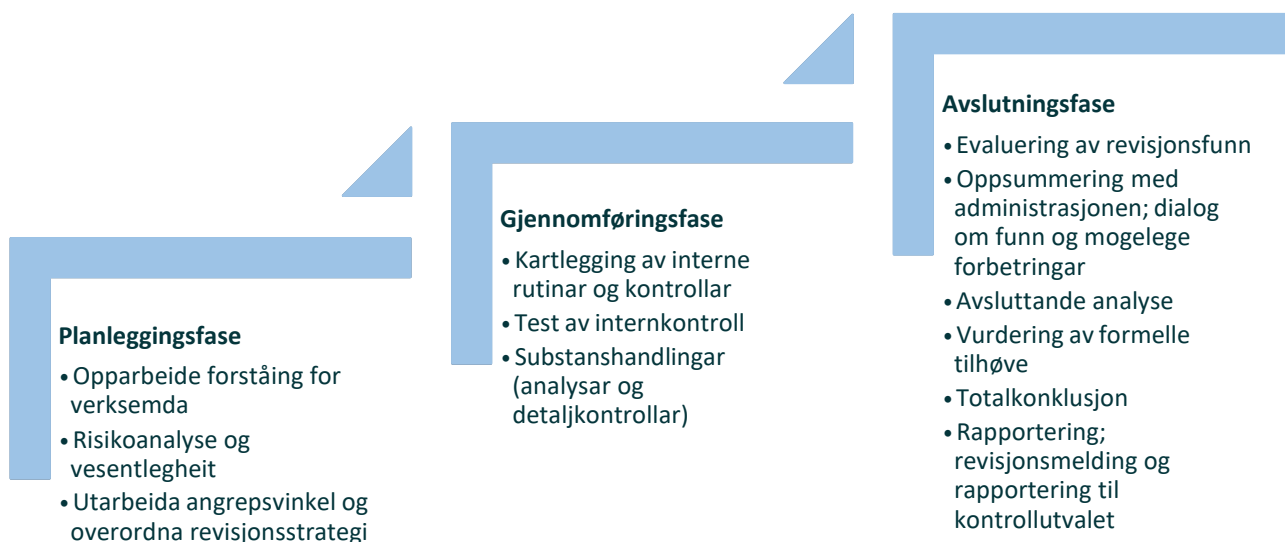 Planleggingsfase
• Opparbeide forståing for
verksemda
• Risikoanalyse og
vesentlegheit
• Utarbeida angrepsvinkel og
overordna revisjonsstrategi
Gjennomføringsfase
• Kartlegging av interne
rutinar og kontrollar
• Test av internkontroll
• Substanshandlingar
(analysar og
detaljkontrollar)
Avslutningsfase
• Evaluering av revisjonsfunn
• Oppsummering med
administrasjonen; dialog
om funn og mogelege
forbetringar
• Avsluttande analyse
• Vurdering av formelle
tilhøve
• Totalkonklusjon
• Rapportering;
revisjonsmelding og
rapportering til
kontrollutvalet